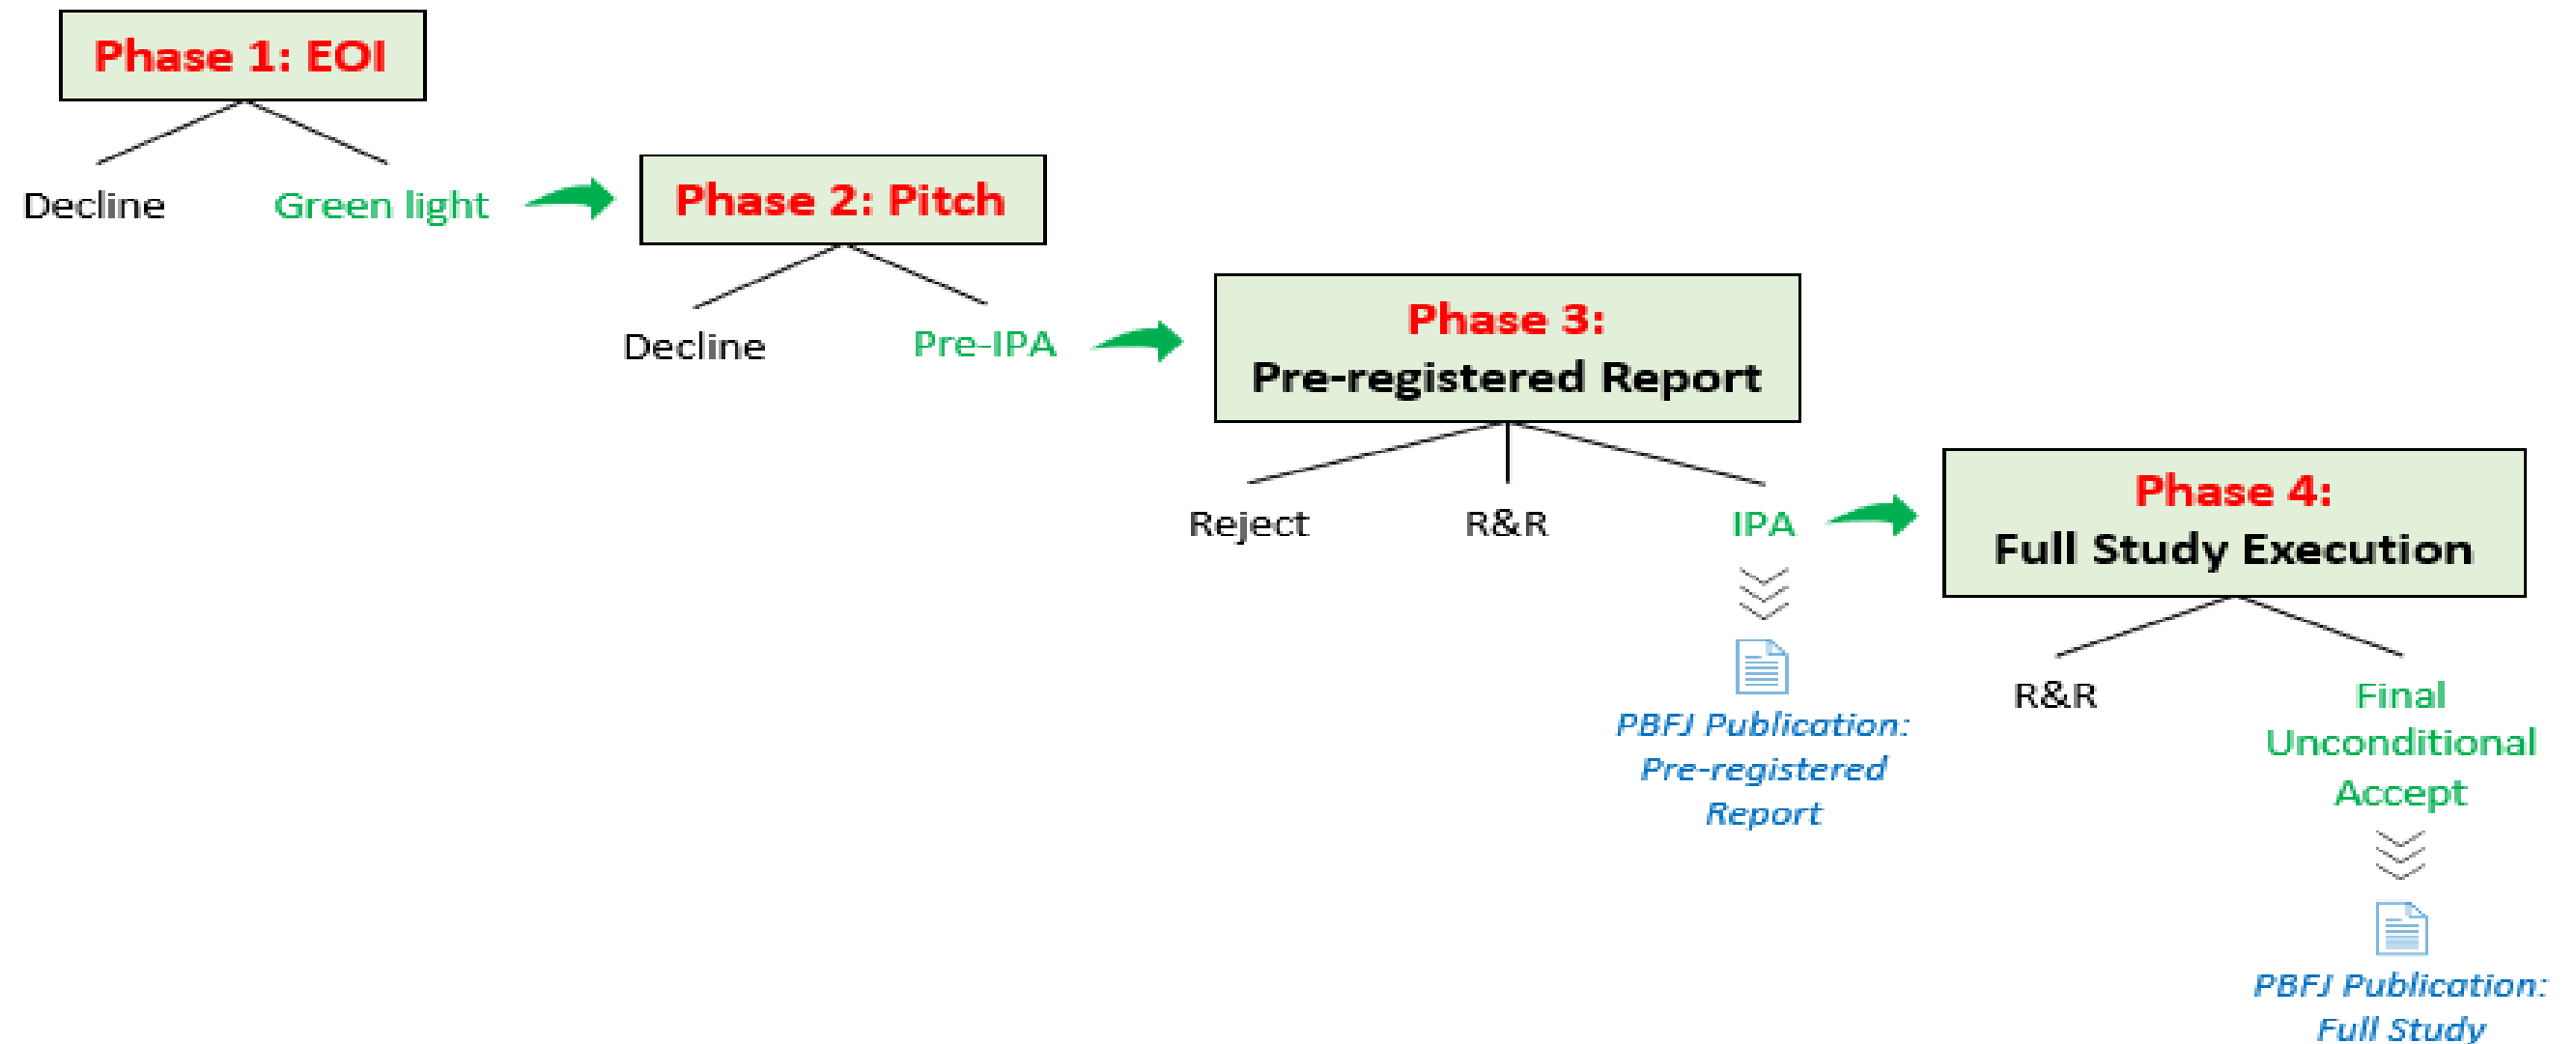 Phase 1: EOI
Decline
Green light
Phase 2: Pitch
Decline
Pre-IPA
Phase 3:
Pre-registered Report
Reject
R&R
IPA
PBFJ Publication:
Pre-registered
Report
Phase 4:
Full Study Execution
R&R
Final
Unconditional
Accept
PBFJ Publication:
Full Study